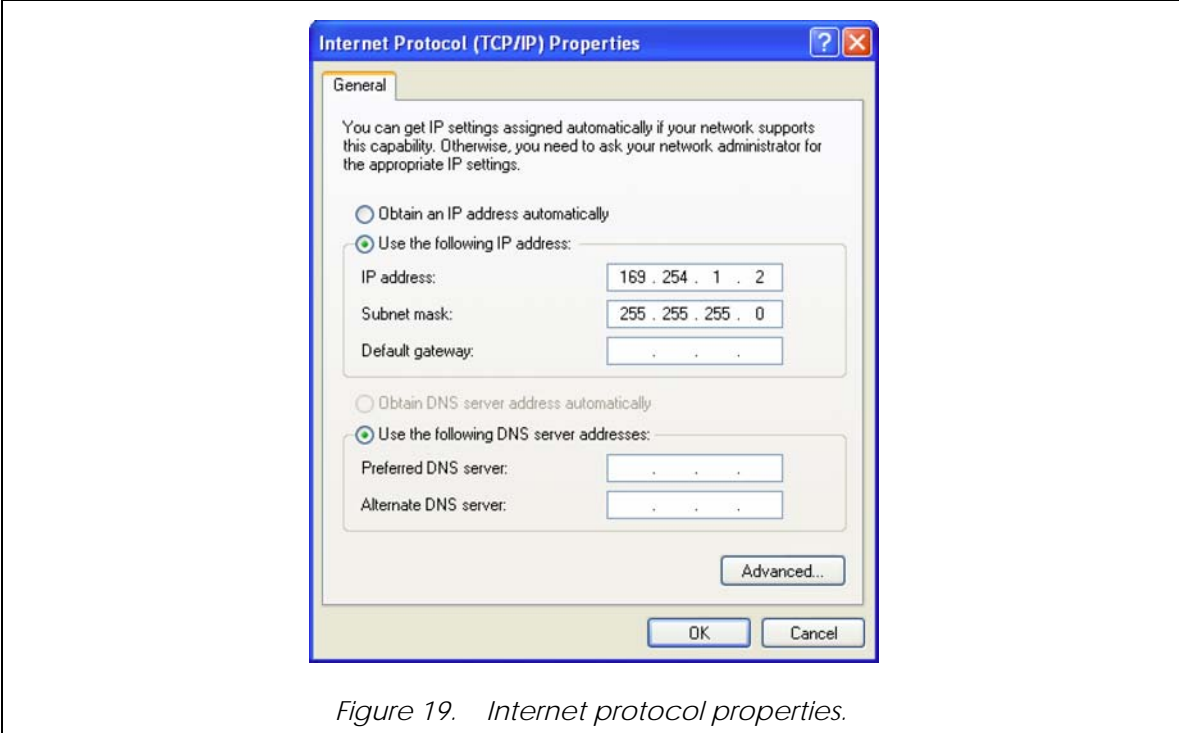 Internet Protocol (TCP/IP) Properties
General
You can get IP settings assigned automatically if your network supports
this capability. Otherwise, you need to ask your network administrator for
the appropriate IP settings.
Obtain an IP address automatically
Use the following IP address:
IP address: 169 . 254 . 1 . 2
Subnet mask: 255 . 255 . 255 . 0
Default gateway: . . .
Obtain DNS server address automatically
Use the following DNS server addresses:
Preferred DNS server: . . .
Alternate DNS server: . . .
Advanced...
OK Cancel
Figure 19. Internet protocol properties.